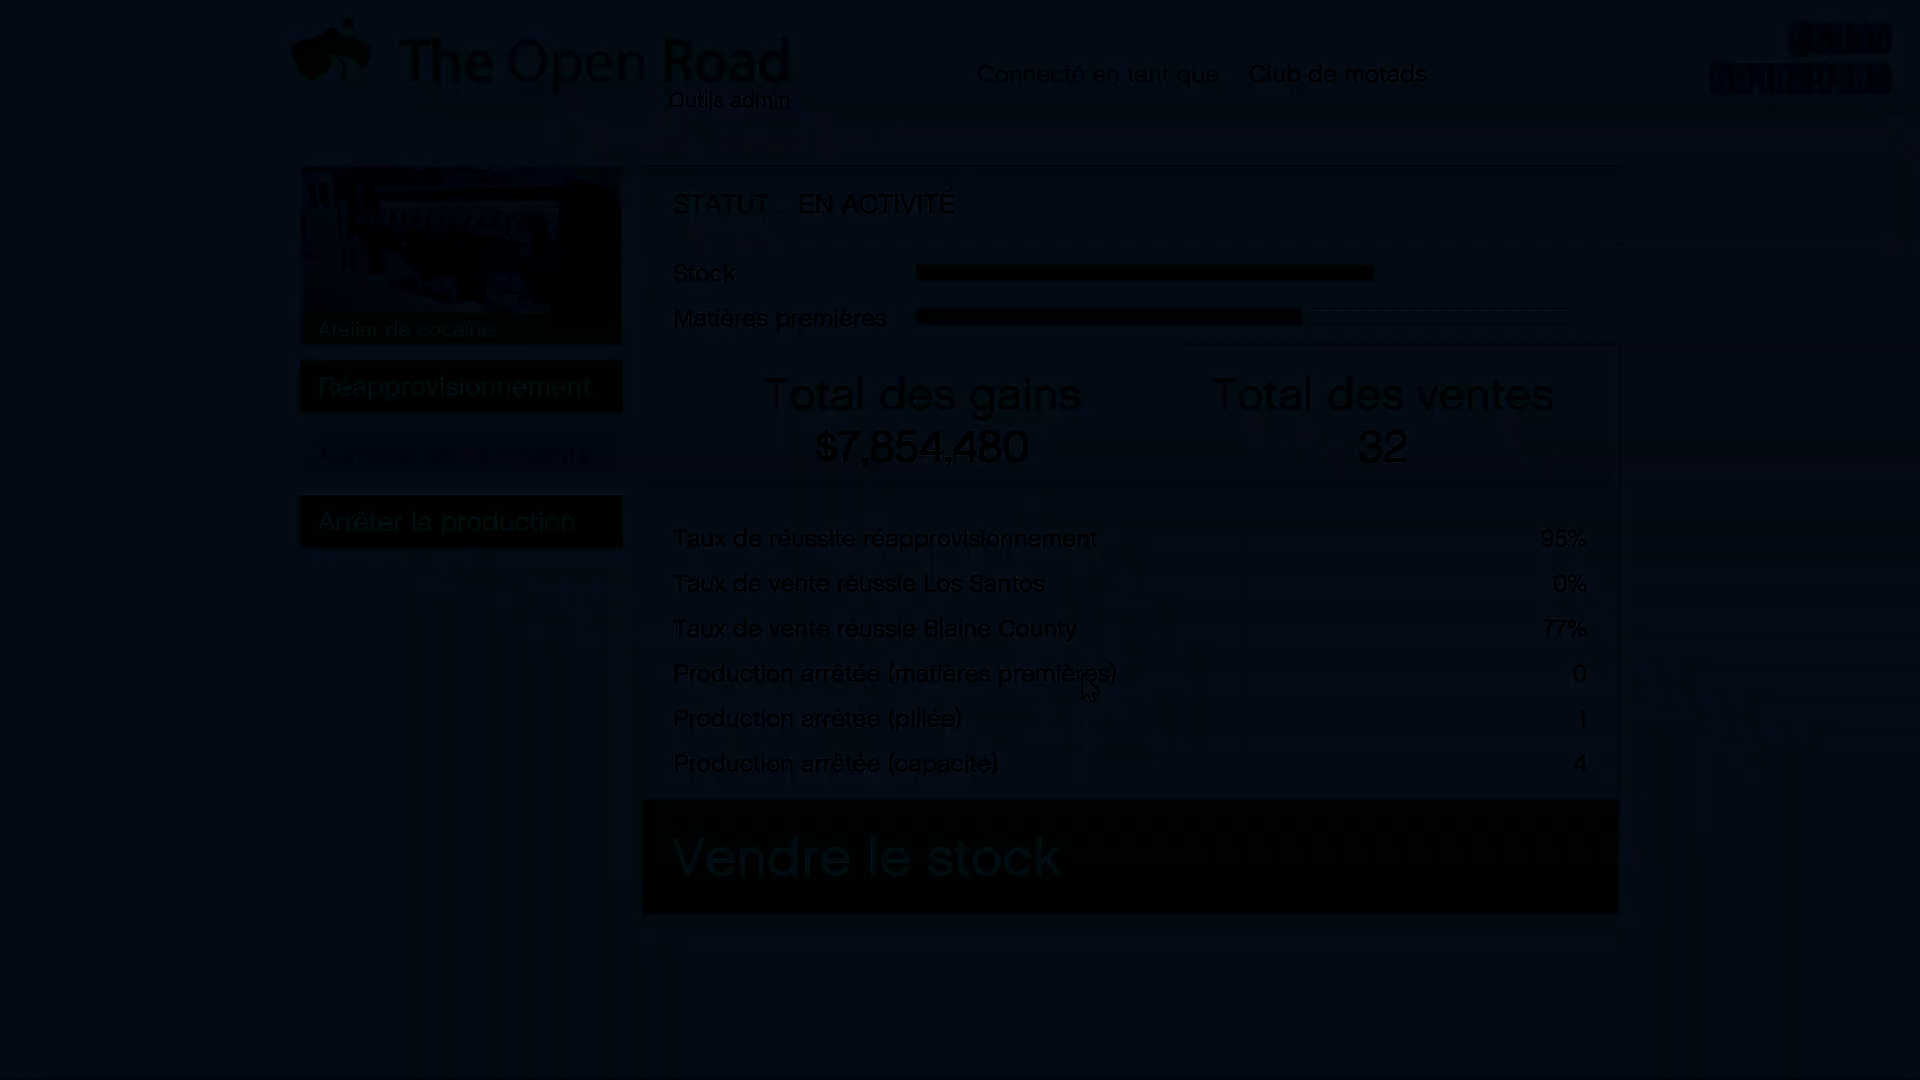 The Open Road
Outils admin
Connecté en tant que : Club de motads
Atelier de cocaïne
Réapprovisionnement
Arrêter la production
STATUT : EN ACTIVITÉ
Stock
Matières premières
Total des gains
$7,854,480
Total des ventes
32
Taux de réussite réapprovisionnement 95%
Taux de vente réussie Los Santos 0%
Taux de vente réussie Blaine County 77%
Production arrêtée (matières premières) 0
Production arrêtée (pillée) 1
Production arrêtée (capacité) 4
Vendre le stock